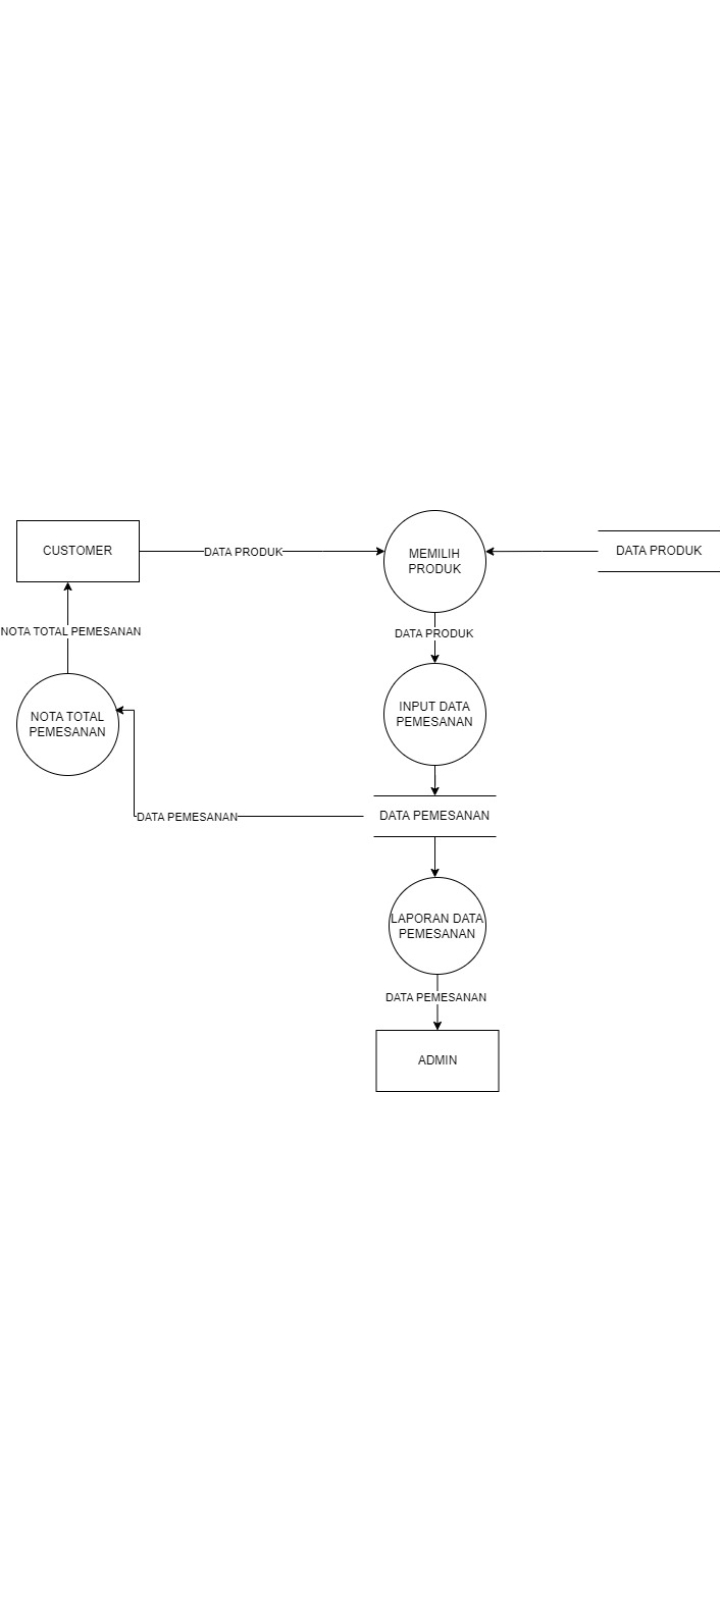 CUSTOMER
DATA PRODUK
MEMILIH
PRODUK
DATA PRODUK
NOTA TOTAL PEMESANAN
DATA PRODUK
NOTA TOTAL
PEMESANAN
INPUT DATA
PEMESANAN
DATA PEMESANAN
DATA PEMESANAN
LAPORAN DATA
PEMESANAN
DATA PEMESANAN
ADMIN